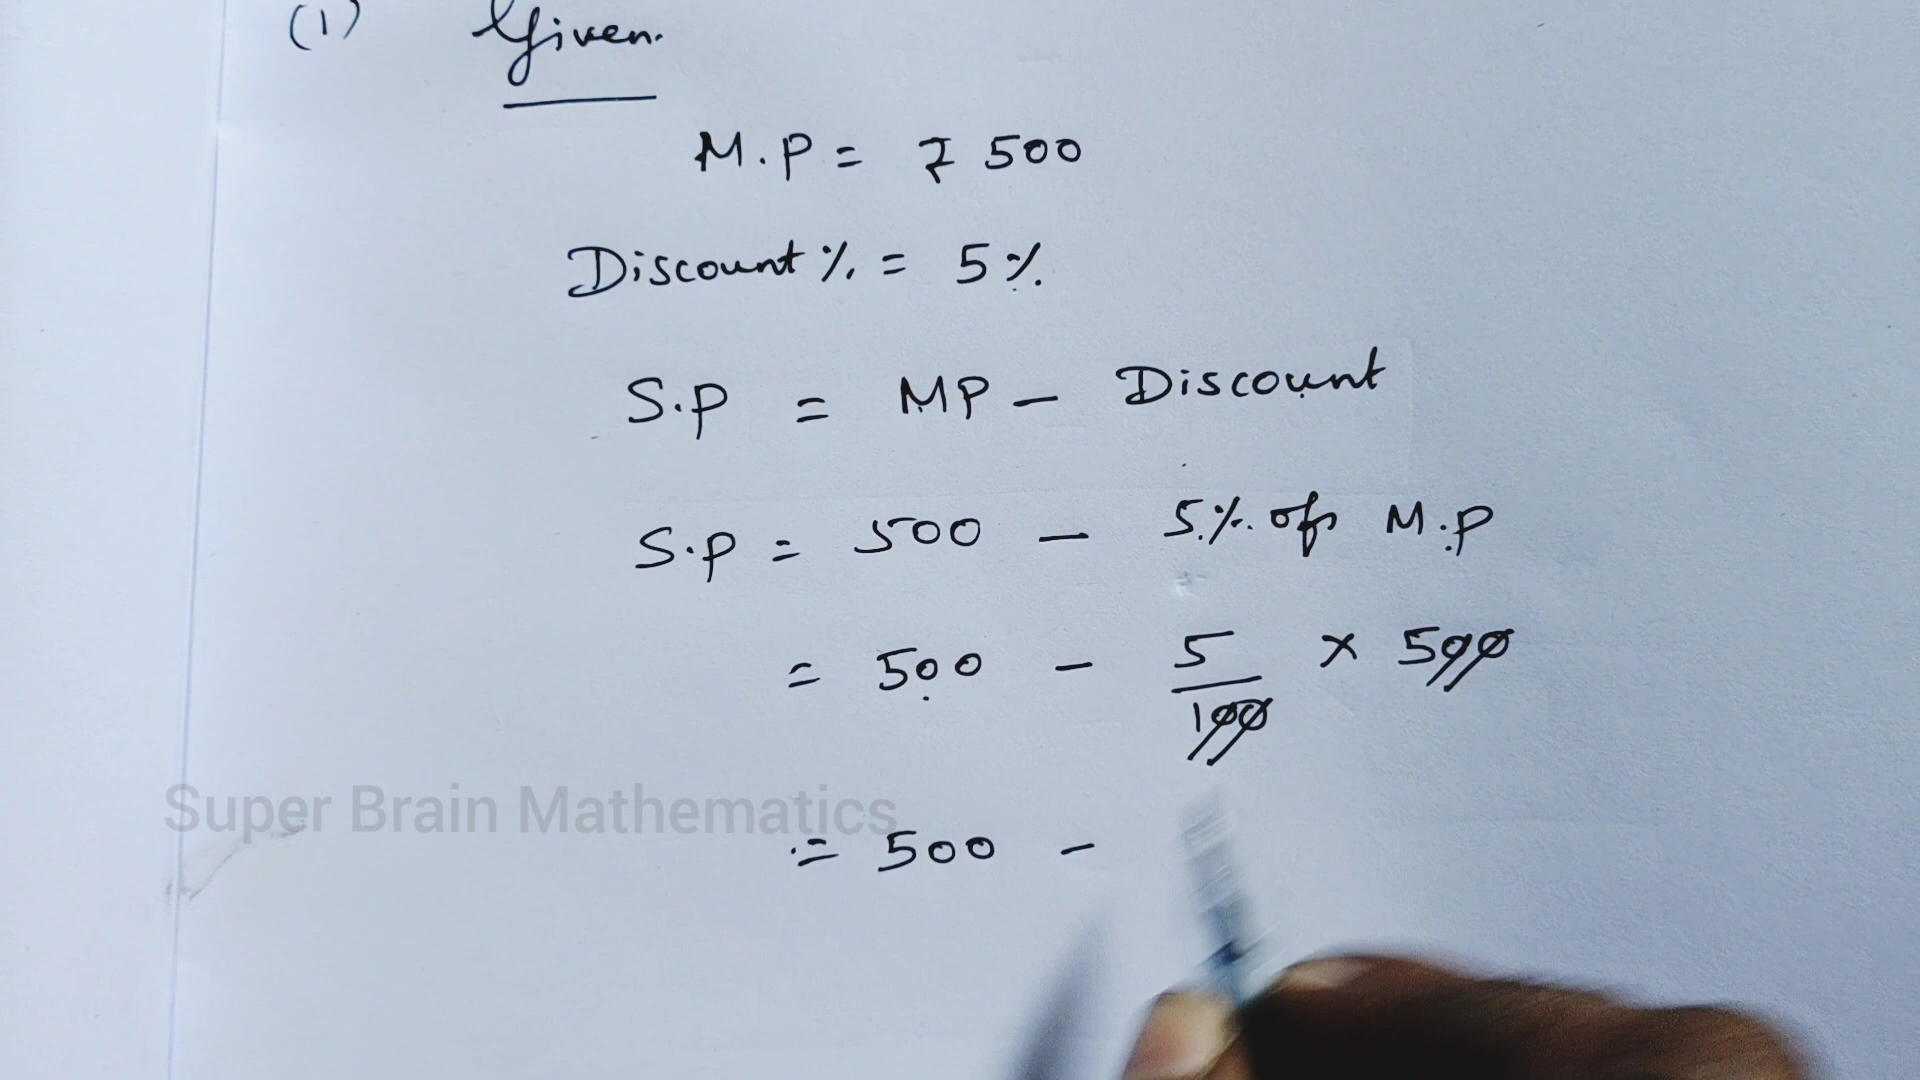 (1) Given.
M.P = ₹ 500
Discount % = 5%.
S.P = MP - Discount
S.P = 500 - 5% of M.P
= 500 - 5/100 × 500
= 500 -
Super Brain Mathematics